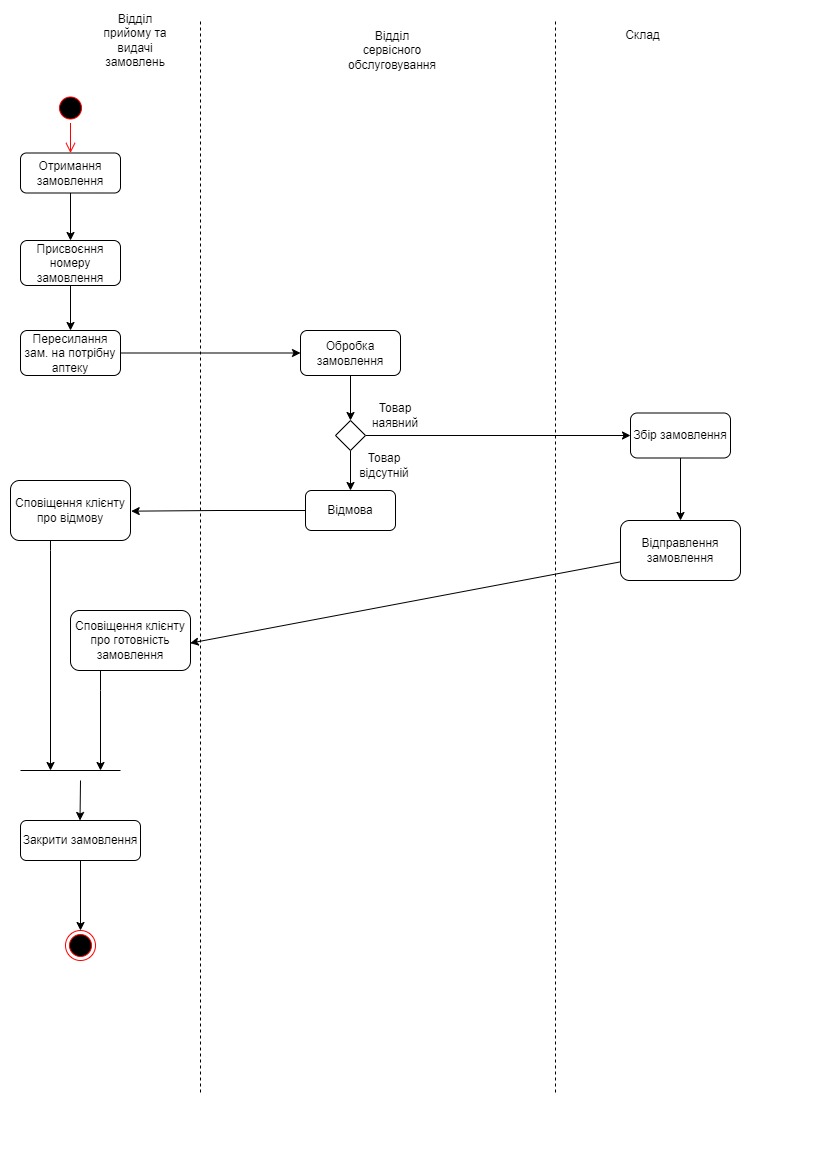 Відділ
прийому та
видачі
замовлень
Відділ
сервісного
обслуговування
Склад
Отримання
замовлення
Присвоєння
номеру
замовлення
Пересилання
зам. на потрібну
аптеку
Обробка
замовлення
Товар
наявний
Збір замовлення
Товар
відсутній
Сповіщення клієнту
про відмову
Відмова
Відправлення
замовлення
Сповіщення клієнту
про готовність
замовлення
Закрити замовлення